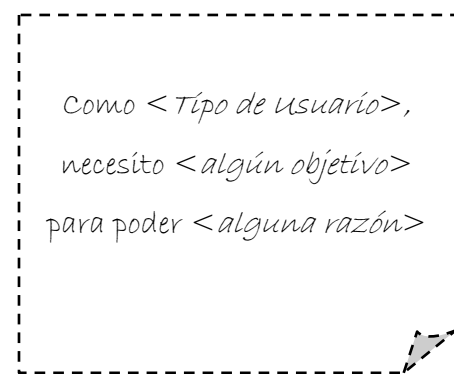 Como <Tipo de Usuario>,
necesito <algún objetivo>
para poder <alguna razón>